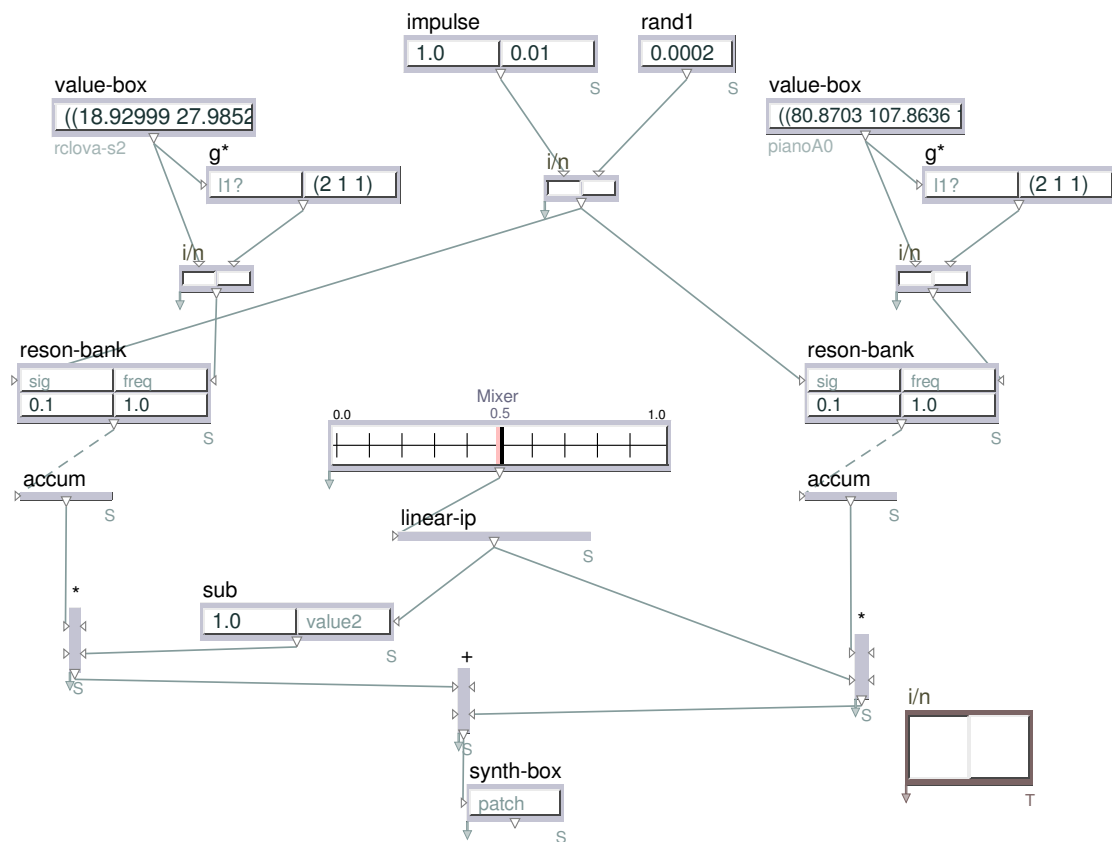 impulse
rand1
1.0 0.01
0.0002
S
S
value-box
((18.92999 27.9852
rclova-s2
value-box
((80.8703 107.8636
pianoA0
g*
l1? (2 1 1)
g*
l1? (2 1 1)
i/n
i/n
i/n
reson-bank
sig freq
0.1 1.0
S
reson-bank
sig freq
0.1 1.0
S
Mixer
0.0 0.5 1.0
accum
S
accum
S
linear-ip
S
sub
1.0 value2
S
*
S
*
S
+
S
i/n
T
synth-box
patch
S